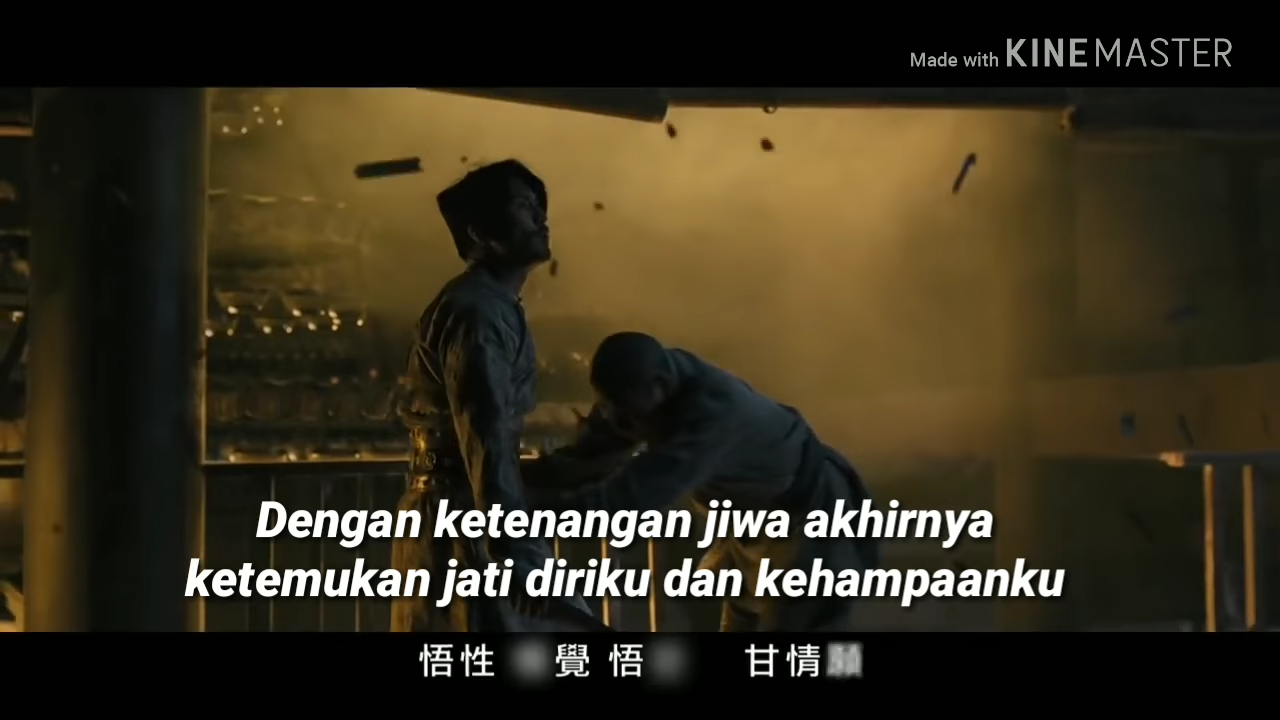 Made with KINEMASTER
Dengan ketenangan jiwa akhirnya
ketemukan jati diriku dan kehampaanku
悟性 覺 悟 甘情